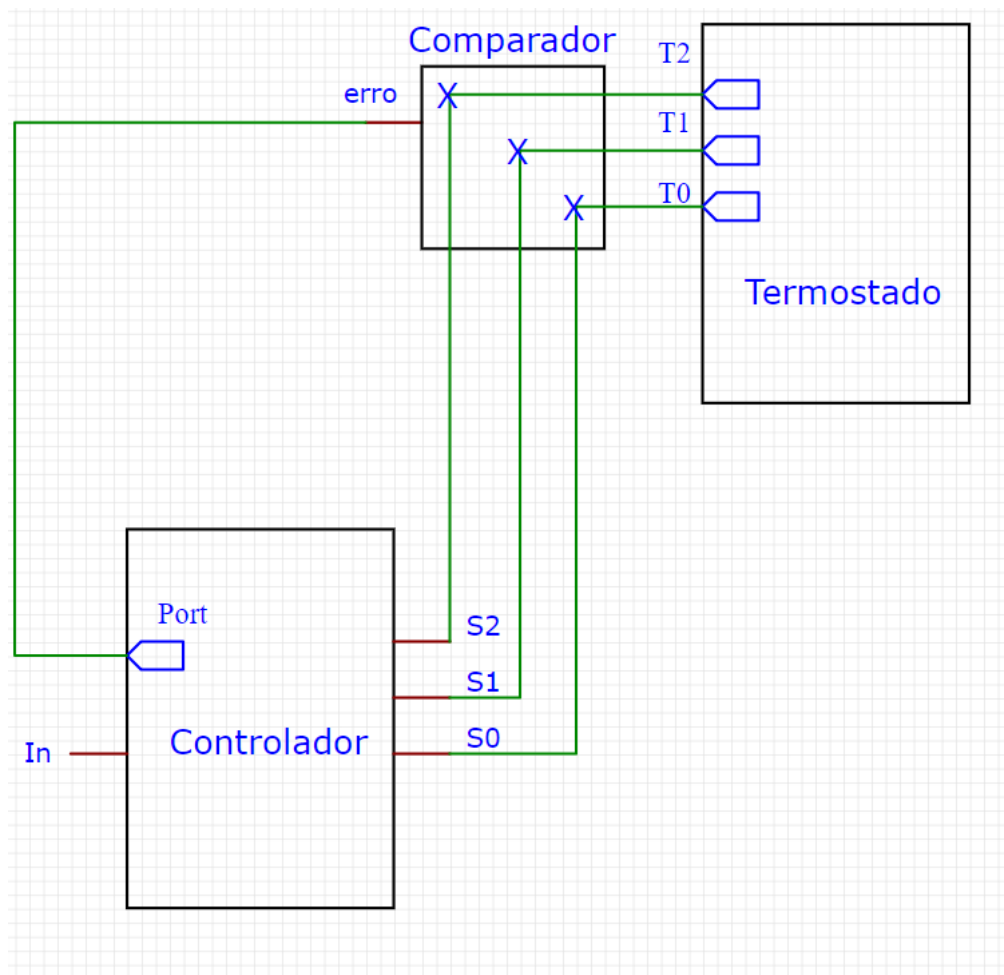 Comparador
T2
erro
X
T1
X
T0
X
Termostado
Port
S2
S1
Controlador
S0
In